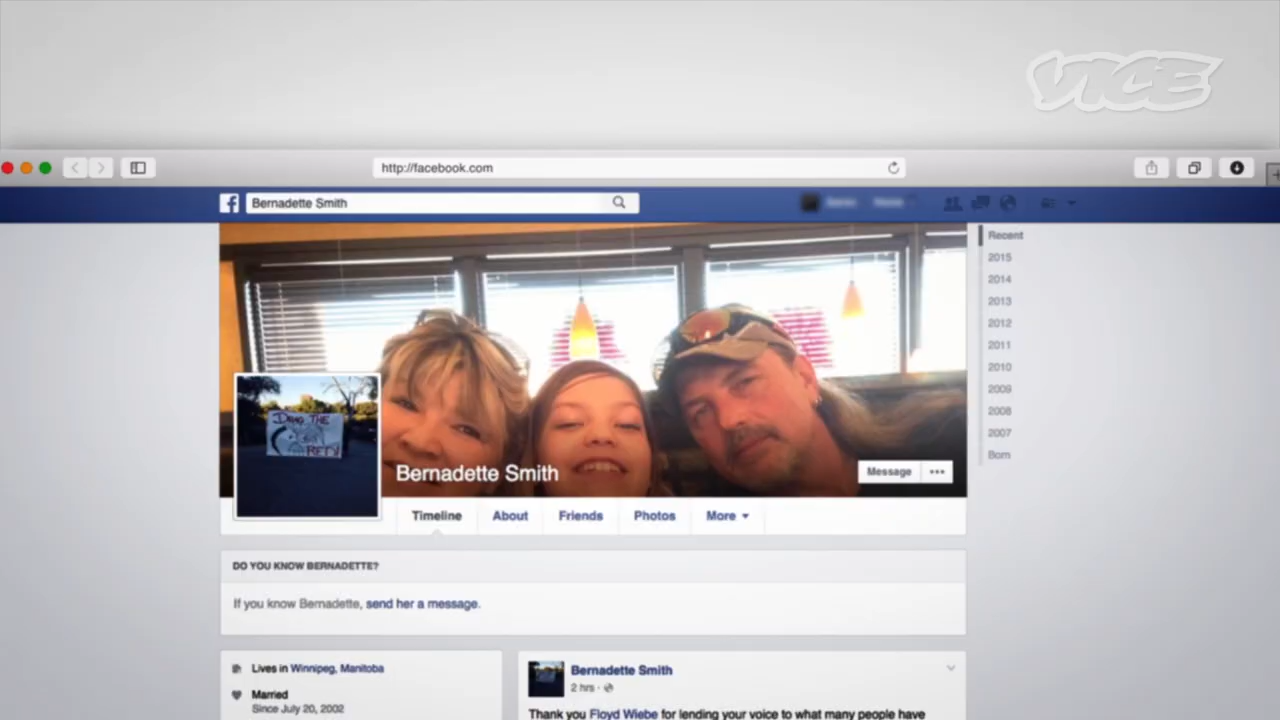 VICE
http://facebook.com
Bernadette Smith
Recent
2015
2014
2013
2012
2011
2010
2009
2008
2007
Born
DRAG THE
RED
Bernadette Smith
Message
Timeline
About
Friends
Photos
More
DO YOU KNOW BERNADETTE?
If you know Bernadette, send her a message.
Lives in Winnipeg, Manitoba
Married
Since July 20, 2002
Bernadette Smith
2 hrs ·
Thank you Floyd Wiebe for lending your voice to what many people have